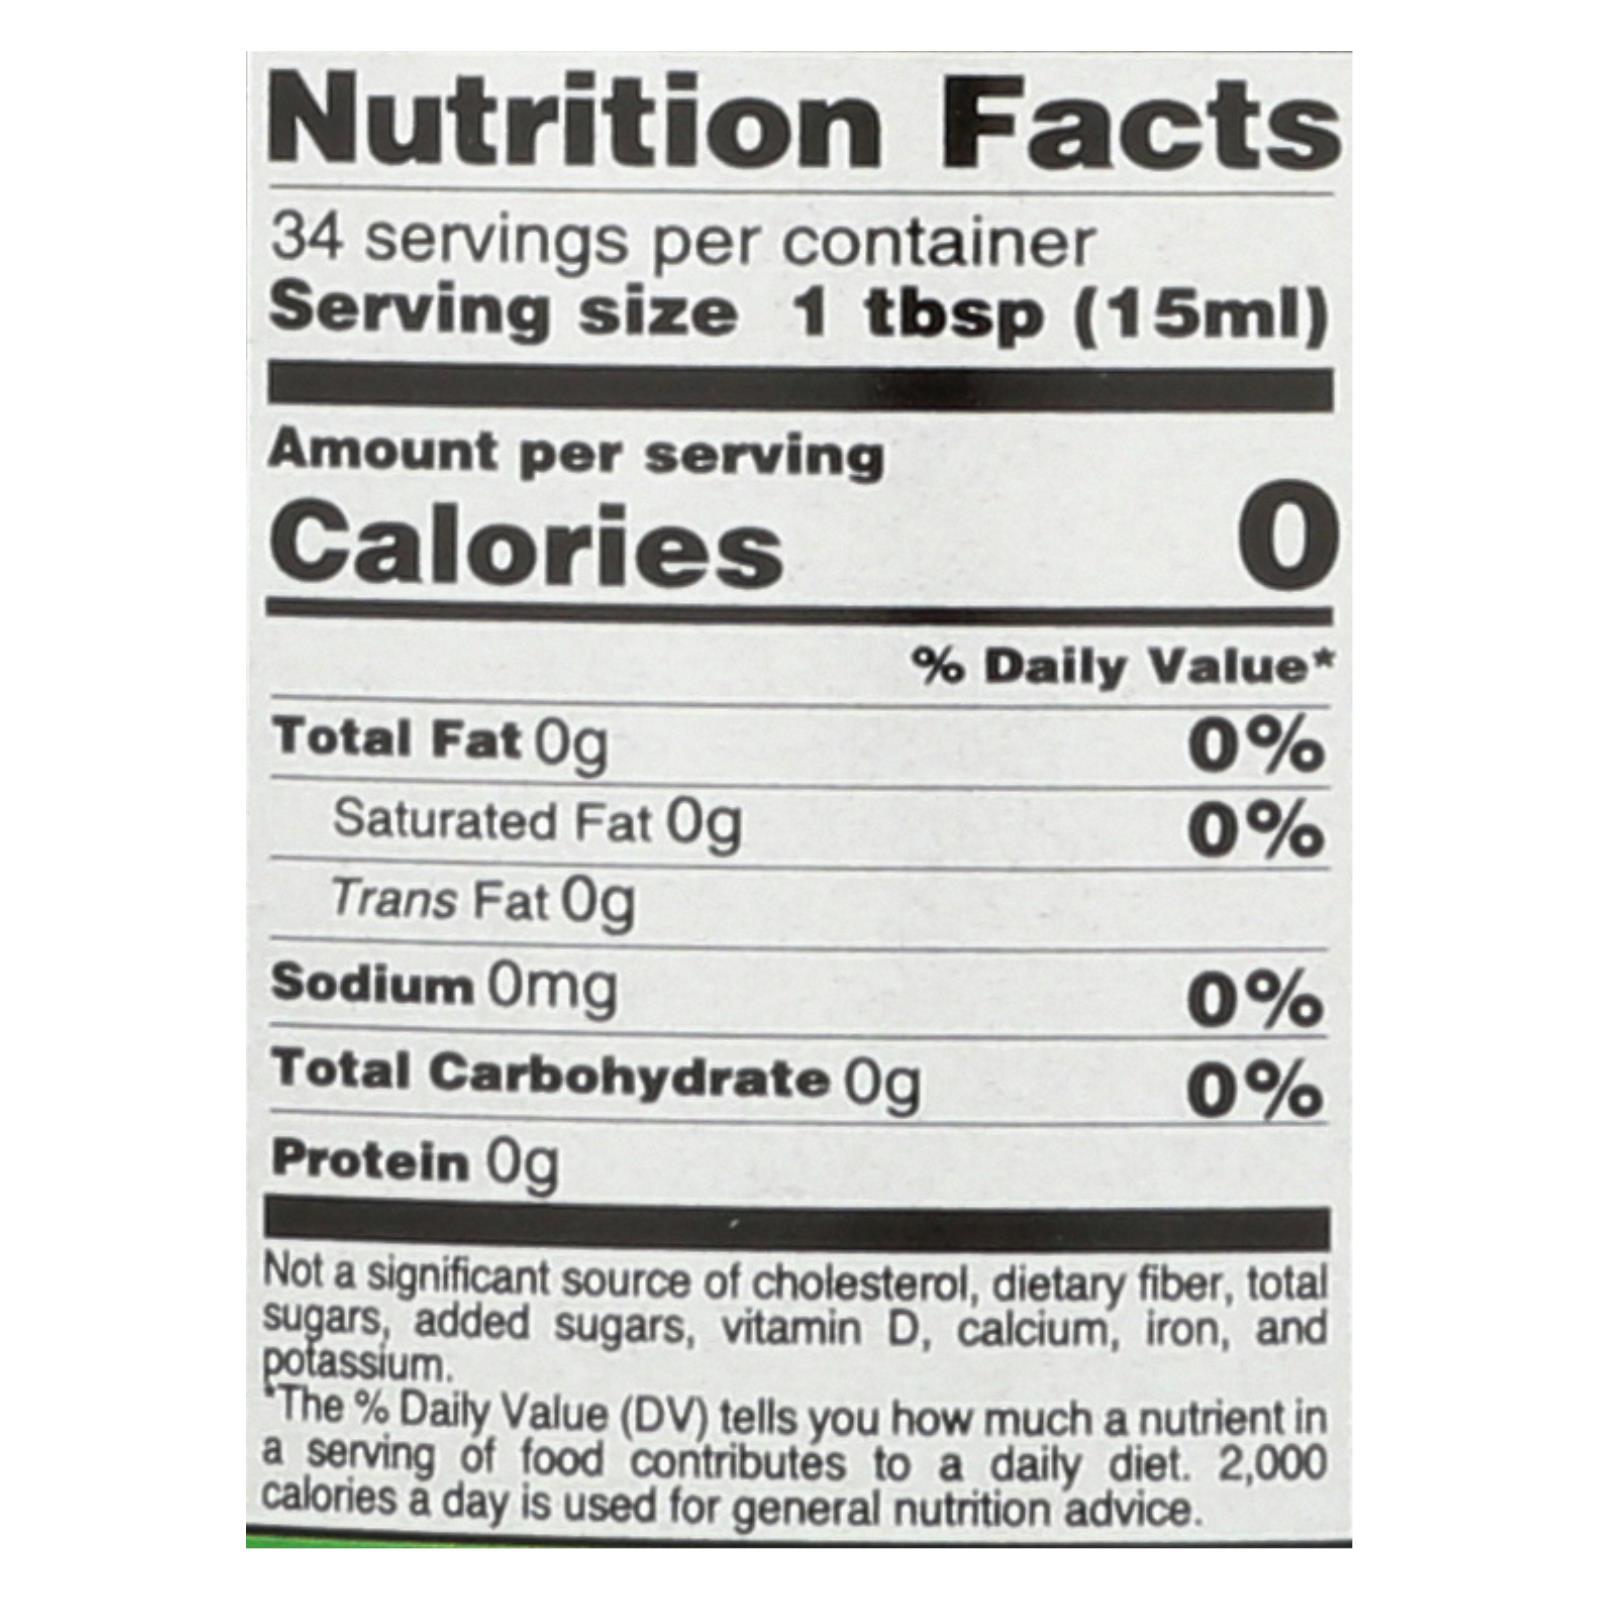 Nutrition Facts
34 servings per container
Serving size 1 tbsp (15ml)
Amount per serving
Calories 0
% Daily Value*
Total Fat 0g 0%
Saturated Fat 0g 0%
Trans Fat 0g
Sodium 0mg 0%
Total Carbohydrate 0g 0%
Protein 0g
Not a significant source of cholesterol, dietary fiber, total
sugars, added sugars, vitamin D, calcium, iron, and
potassium.
*The % Daily Value (DV) tells you how much a nutrient in
a serving of food contributes to a daily diet. 2,000
calories a day is used for general nutrition advice.